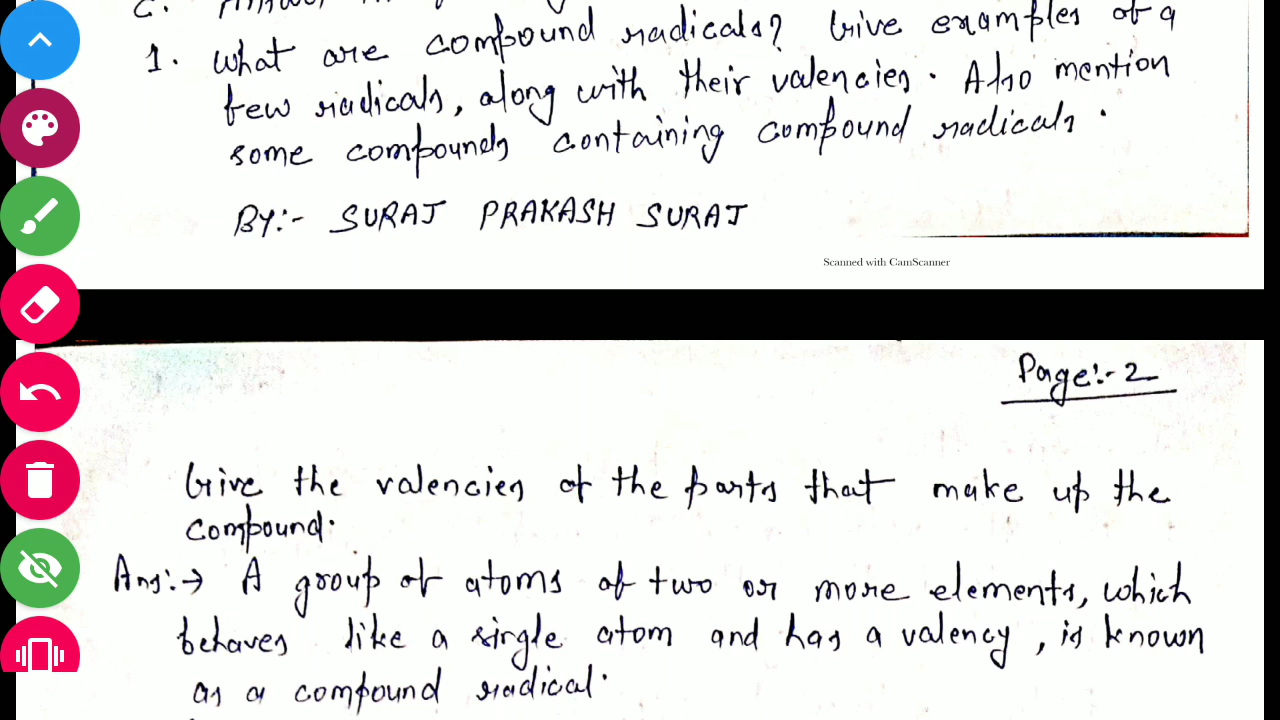 C. Answer
1. What are compound radicals? Give examples of a
few radicals, along with their valencies. Also mention
some compounds containing compound radicals.
BY:- SURAJ PRAKASH SURAJ
Scanned with CamScanner
Page:- 2
Give the valencies of the parts that make up the
compound.
Ans:→ A group of atoms of two or more elements, which
behaves like a single atom and has a valency, is known
as a compound radical.